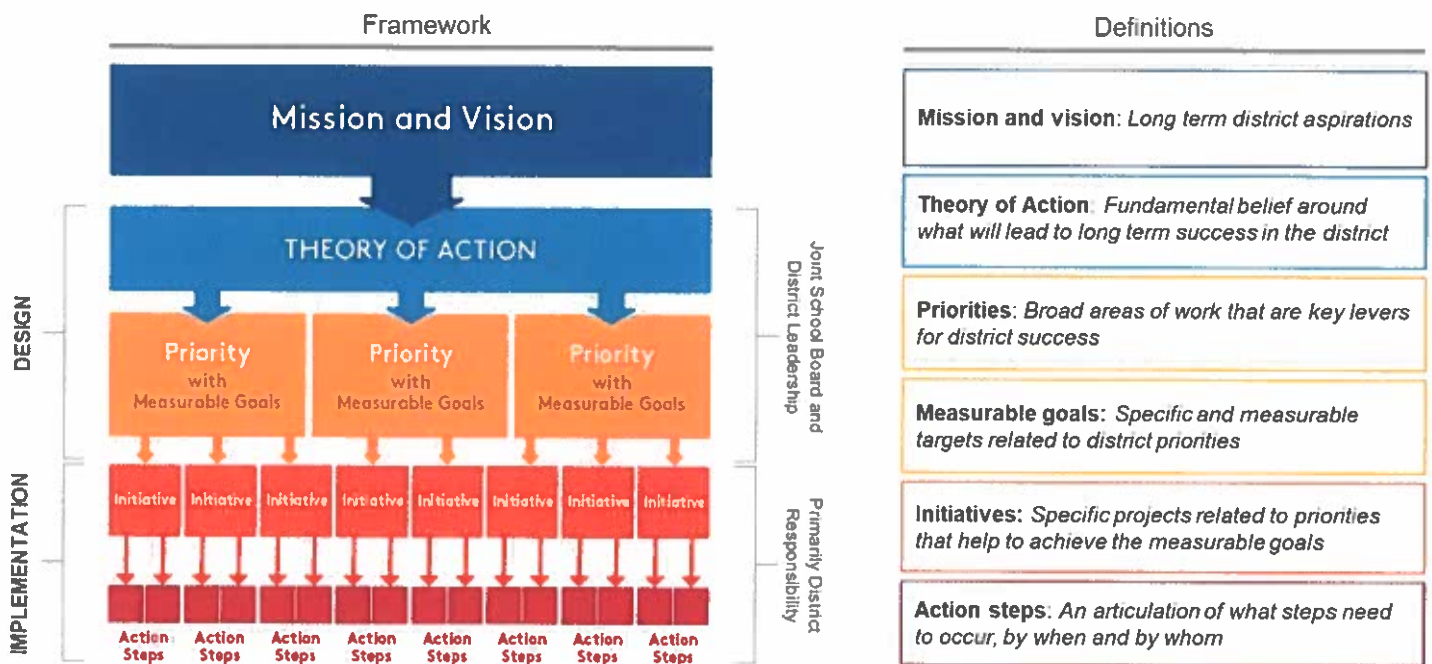 Framework
Mission and Vision
THEORY OF ACTION
Priority
with
Measurable Goals
Priority
with
Measurable Goals
Priority
with
Measurable Goals
Initiative
Initiative
Initiative
Initiative
Initiative
Initiative
Initiative
Initiative
Action
Steps
Action
Steps
Action
Steps
Action
Steps
Action
Steps
Action
Steps
Action
Steps
Action
Steps
DESIGN
IMPLEMENTATION
Joint School Board and
District Leadership
Primarily District
Responsibility
Definitions
Mission and vision: Long term district aspirations
Theory of Action: Fundamental belief around
what will lead to long term success in the district
Priorities: Broad areas of work that are key levers
for district success
Measurable goals: Specific and measurable
targets related to district priorities
Initiatives: Specific projects related to priorities
that help to achieve the measurable goals
Action steps: An articulation of what steps need
to occur, by when and by whom